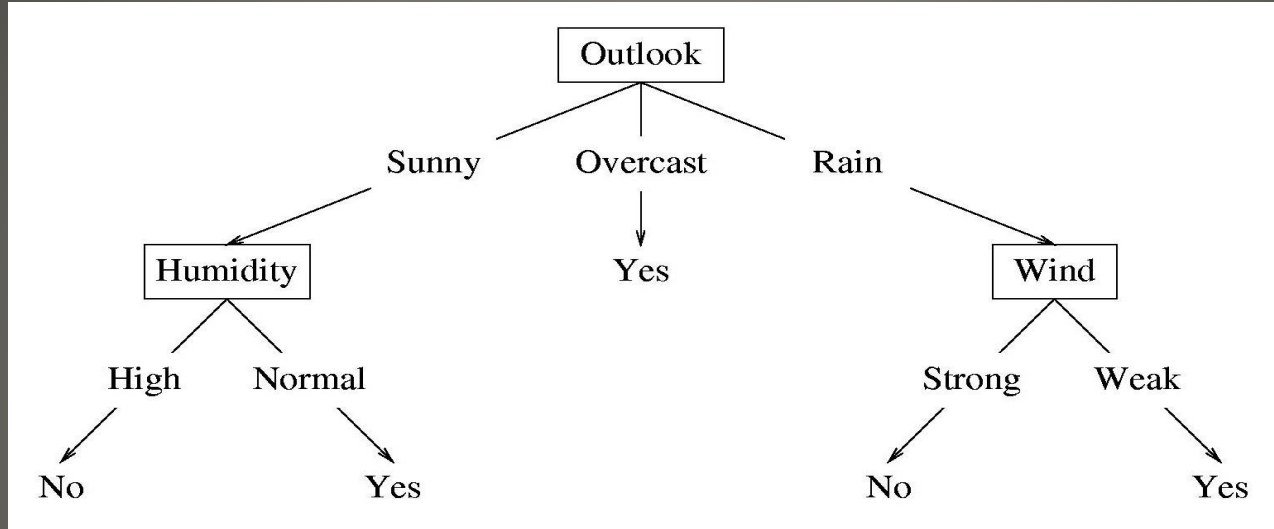 Outlook
Sunny Overcast Rain
Humidity Yes Wind
High Normal Strong Weak
No Yes No Yes